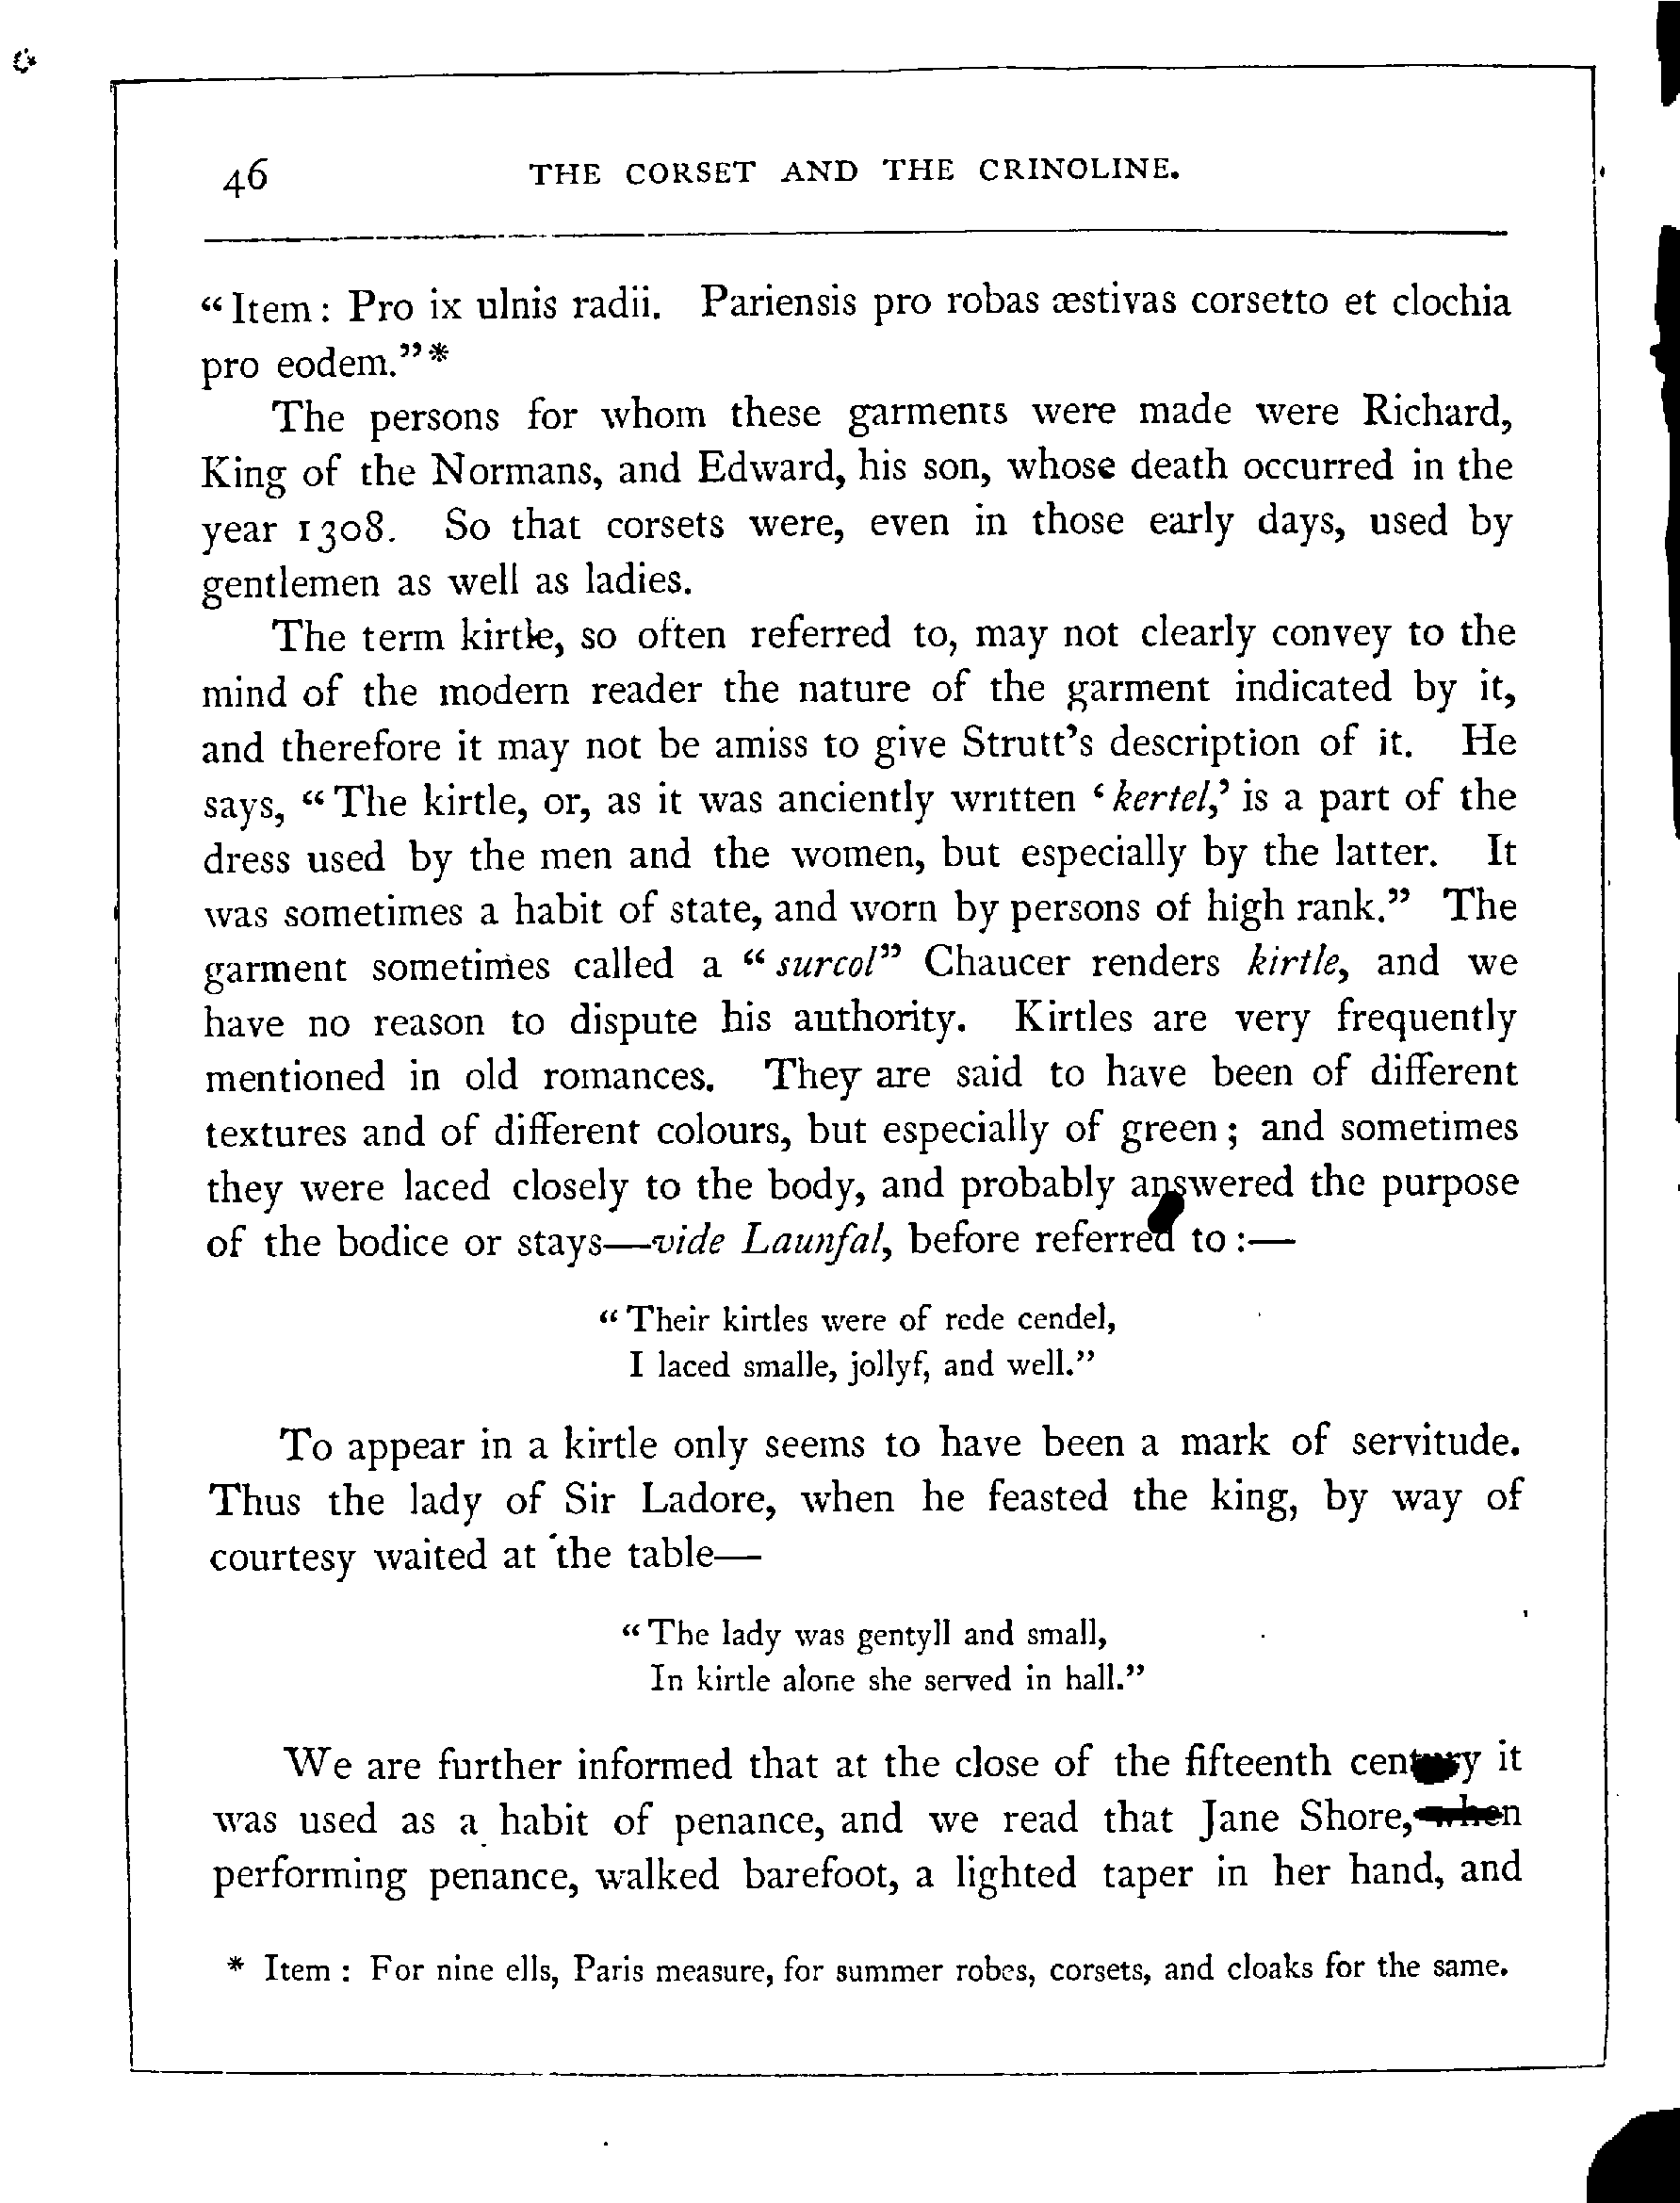 46 THE CORSET AND THE CRINOLINE.
“Item: Pro ix ulnis radii. Pariensis pro robas æstivas corsetto et clochia
pro eodem.”*
The persons for whom these garments were made were Richard,
King of the Normans, and Edward, his son, whose death occurred in the
year 1308. So that corsets were, even in those early days, used by
gentlemen as well as ladies.
The term kirtle, so often referred to, may not clearly convey to the
mind of the modern reader the nature of the garment indicated by it,
and therefore it may not be amiss to give Strutt’s description of it. He
says, “The kirtle, or, as it was anciently written ‘kertel,’ is a part of the
dress used by the men and the women, but especially by the latter. It
was sometimes a habit of state, and worn by persons of high rank.” The
garment sometimes called a “surcol” Chaucer renders kirtle, and we
have no reason to dispute his authority. Kirtles are very frequently
mentioned in old romances. They are said to have been of different
textures and of different colours, but especially of green; and sometimes
they were laced closely to the body, and probably answered the purpose
of the bodice or stays—vide Launfal, before referred to:—
“Their kirtles were of rede cendel,
I laced smalle, jollyf, and well.”
To appear in a kirtle only seems to have been a mark of servitude.
Thus the lady of Sir Ladore, when he feasted the king, by way of
courtesy waited at the table—
“The lady was gentyll and small,
In kirtle alone she served in hall.”
We are further informed that at the close of the fifteenth century it
was used as a habit of penance, and we read that Jane Shore, when
performing penance, walked barefoot, a lighted taper in her hand, and
* Item: For nine ells, Paris measure, for summer robes, corsets, and cloaks for the same.